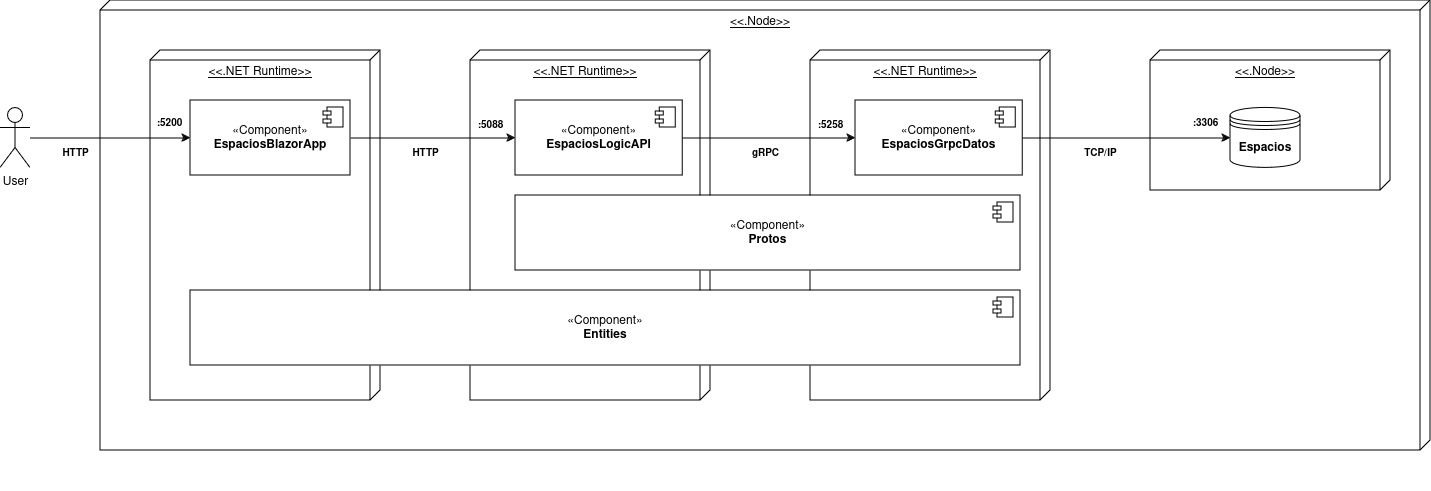 <<.Node>>
<<.NET Runtime>>
<<.NET Runtime>>
<<.NET Runtime>>
<<.Node>>
User
HTTP
:5200
«Component»
EspaciosBlazorApp
HTTP
:5088
«Component»
EspaciosLogicAPI
gRPC
:5258
«Component»
EspaciosGrpcDatos
TCP/IP
:3306
Espacios
«Component»
Protos
«Component»
Entities